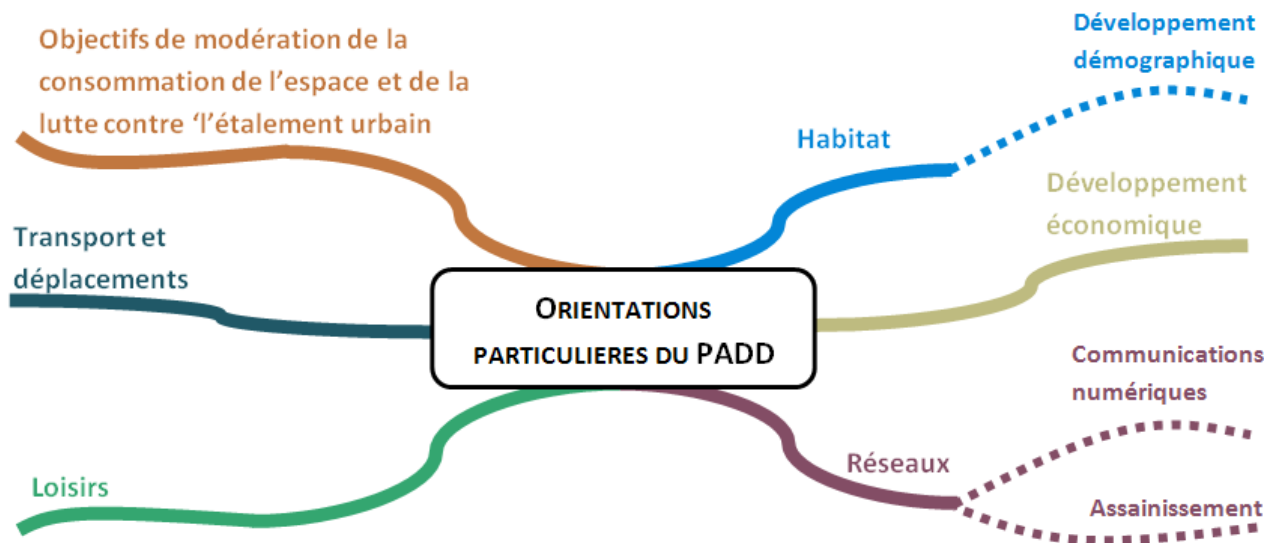 Objectifs de modération de la
consommation de l’espace et de la
lutte contre ‘l’étalement urbain
Transport et
déplacements
Loisirs
ORIENTATIONS
PARTICULIERES DU PADD
Habitat
Développement
démographique
Développement
économique
Réseaux
Communications
numériques
Assainissement